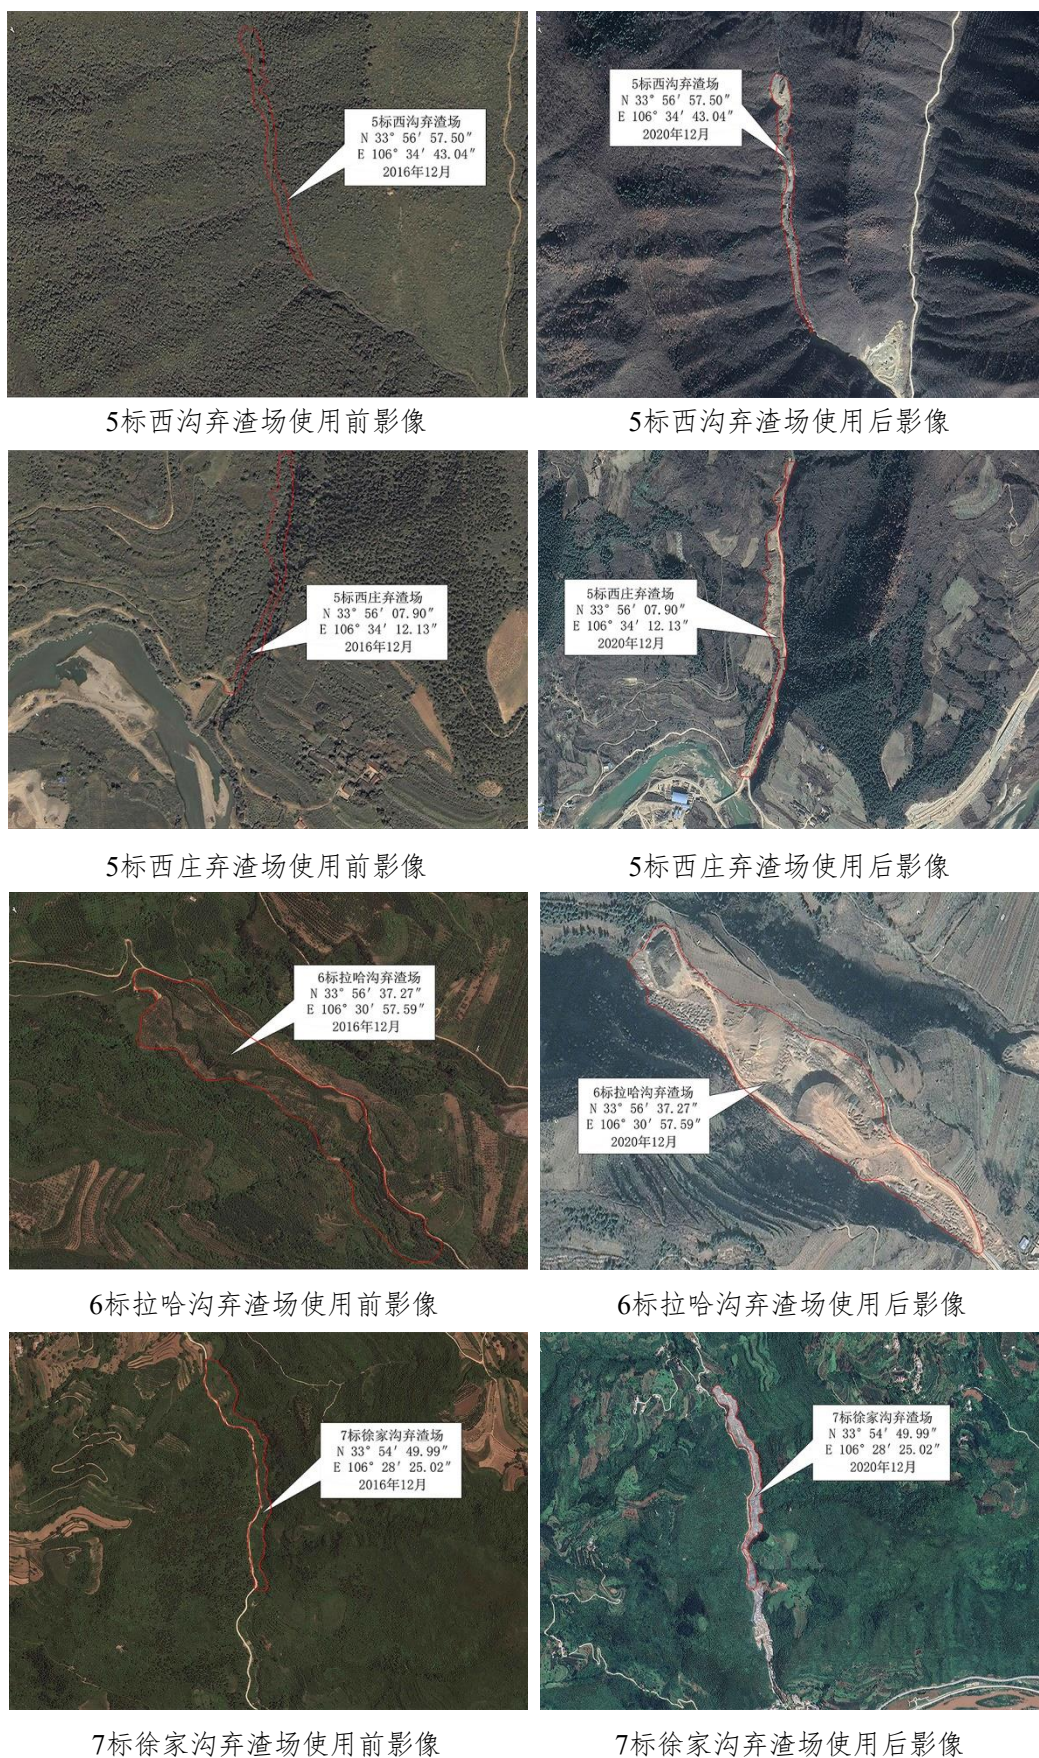 5标西沟弃渣场
N 33° 56′ 57.50″
E 106° 34′ 43.04″
2016年12月
5标西沟弃渣场
N 33° 56′ 57.50″
E 106° 34′ 43.04″
2020年12月
5标西沟弃渣场使用前影像
5标西沟弃渣场使用后影像
5标西庄弃渣场
N 33° 56′ 07.90″
E 106° 34′ 12.13″
2016年12月
5标西庄弃渣场
N 33° 56′ 07.90″
E 106° 34′ 12.13″
2020年12月
5标西庄弃渣场使用前影像
5标西庄弃渣场使用后影像
6标拉哈沟弃渣场
N 33° 56′ 37.27″
E 106° 30′ 57.59″
2016年12月
6标拉哈沟弃渣场
N 33° 56′ 37.27″
E 106° 30′ 57.59″
2020年12月
6标拉哈沟弃渣场使用前影像
6标拉哈沟弃渣场使用后影像
7标徐家沟弃渣场
N 33° 54′ 49.99″
E 106° 28′ 25.02″
2016年12月
7标徐家沟弃渣场
N 33° 54′ 49.99″
E 106° 28′ 25.02″
2020年12月
7标徐家沟弃渣场使用前影像
7标徐家沟弃渣场使用后影像